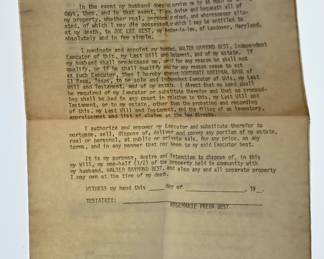 In the event my husband does
days, then, and in that event, I give, devise and bequeath all of
my property, whether real, personal or mixed, and wheresoever situ-
ated, of which I may die possessed which I may be entitled to
at my death, to JOE LEE BEST, my brother-in-law, of Landover, Maryland,
absolutely and in fee simple.
I nominate and appoint my husband, WALTER RAYMOND BEST, Independent
Executor of this, my Last Will and Testament, and of my estate. If
my husband shall predecease me, or for any reason shall not
qualify, or if he shall qualify and for any reason cease to act
as such Executor, then I hereby appoint NATIONAL BANK, of
El Paso, Texas, to be sole Independent Executor of this, my Last
Will and Testament, and of my estate. I direct that no bond shall
be required of my Executor or substitute therefor and that no proceed-
ing shall be had in any court in relation to this, my Last Will and
Testament, or to my estate, other than the probating and recording
of this, my Last Will and Testament, and the filing of an inventory,
appraisement and list of claims as the law directs.
I authorize and empower my Executor and substitute therefor to
mortgage, sell, dispose of, deliver and convey any portion of my estate,
real or personal, at public or private sale, for any price, on any
terms, and in any manner that may seem best to my said Executor.
It is my purpose, desire and intention to dispose of, in this
my Will, my one-half (1/2) of the property held in community with
my husband, WALTER RAYMOND BEST, and also any and all separate property
I may own at the time of my death.
WITNESS my hand this ___ day of ___, 19__.
TESTATRIX:
ROSEMARIE BEST